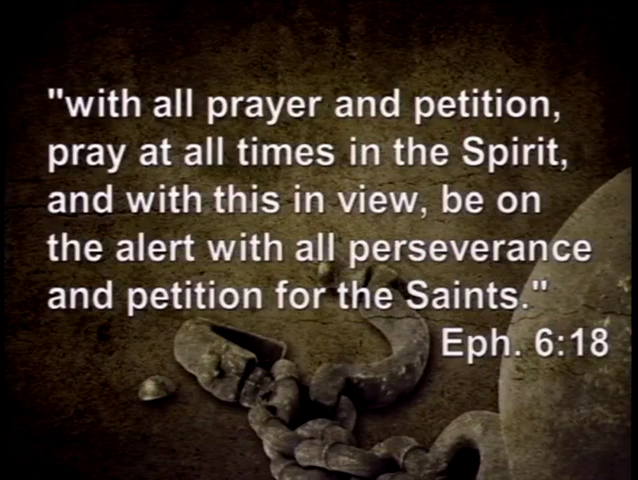 "with all prayer and petition,
pray at all times in the Spirit,
and with this in view, be on
the alert with all perseverance
and petition for the Saints."
Eph. 6:18